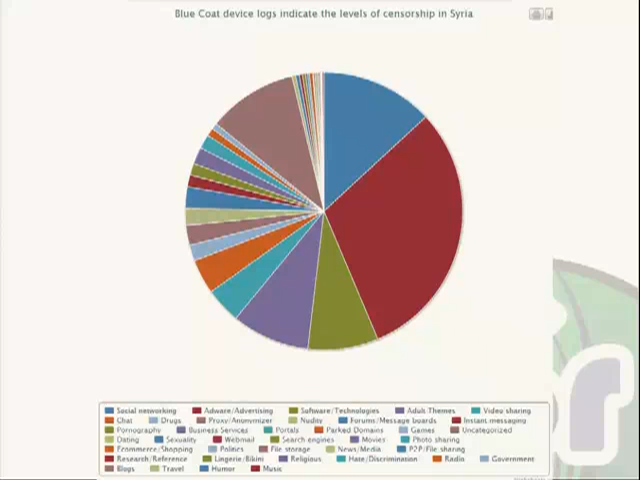 Blue Coat device logs indicate the levels of censorship in Syria
Social networking Adware/Advertising Software/Technologies Adult Themes Video sharing
Chat Drugs Proxy/Anonymizer Nudity Forums/Message boards Instant messaging
Pornography Business Services Portals Parked Domains Games Uncategorized
Dating Sexuality Webmail Search engines Movies Photo sharing
Ecommerce/Shopping Politics File storage News/Media P2P/File sharing
Research/Reference Lingerie/Bikini Religious Hate/Discrimination Radio Government
Blogs Travel Humor Music